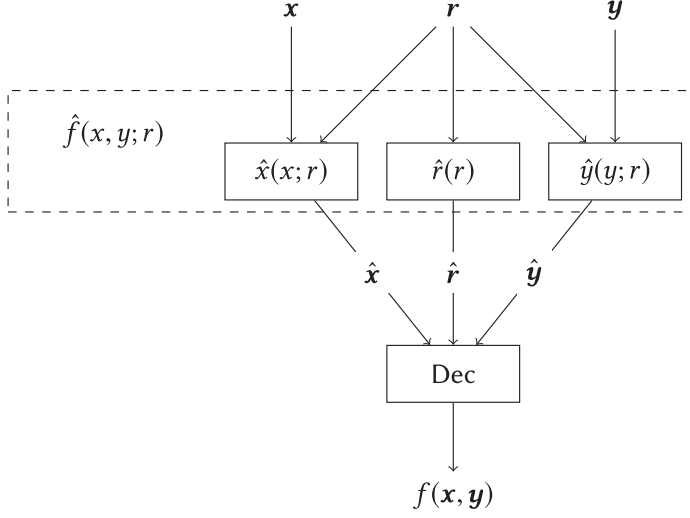 x r y
f̂(x, y; r)
x̂(x; r) r̂(r) ŷ(y; r)
x̂ r̂ ŷ
Dec
f(x, y)